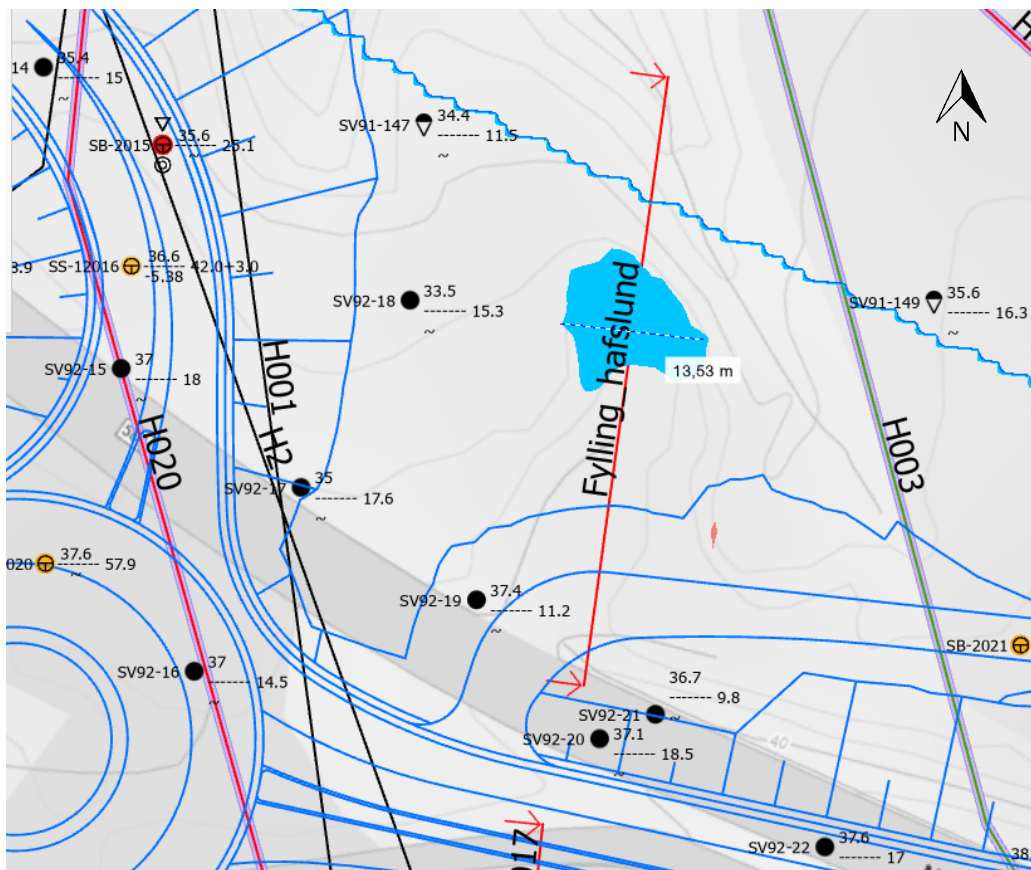 35.4
14
------- 15
~
N
34.4
SV91-147
------- 11.5
~
35.6
SB-2015
------- 25.1
~
36.6
SS-12016
------- 42.0+3.0
-5.38
3.9
33.5
SV92-18
------- 15.3
~
35.6
SV91-149
------- 16.3
~
Fylling_hafslund
13,53 m
37
SV92-15
------- 18
~
H001
H2
H020
H003
35
SV92-17
------- 17.6
~
37.6
020
------- 57.9
~
37.4
SV92-19
------- 11.2
~
SB-2021
37
SV92-16
------- 14.5
~
36.7
------- 9.8
SV92-21
~
37.1
SV92-20
------- 18.5
~
40
37.6
SV92-22
------- 17
~
38.